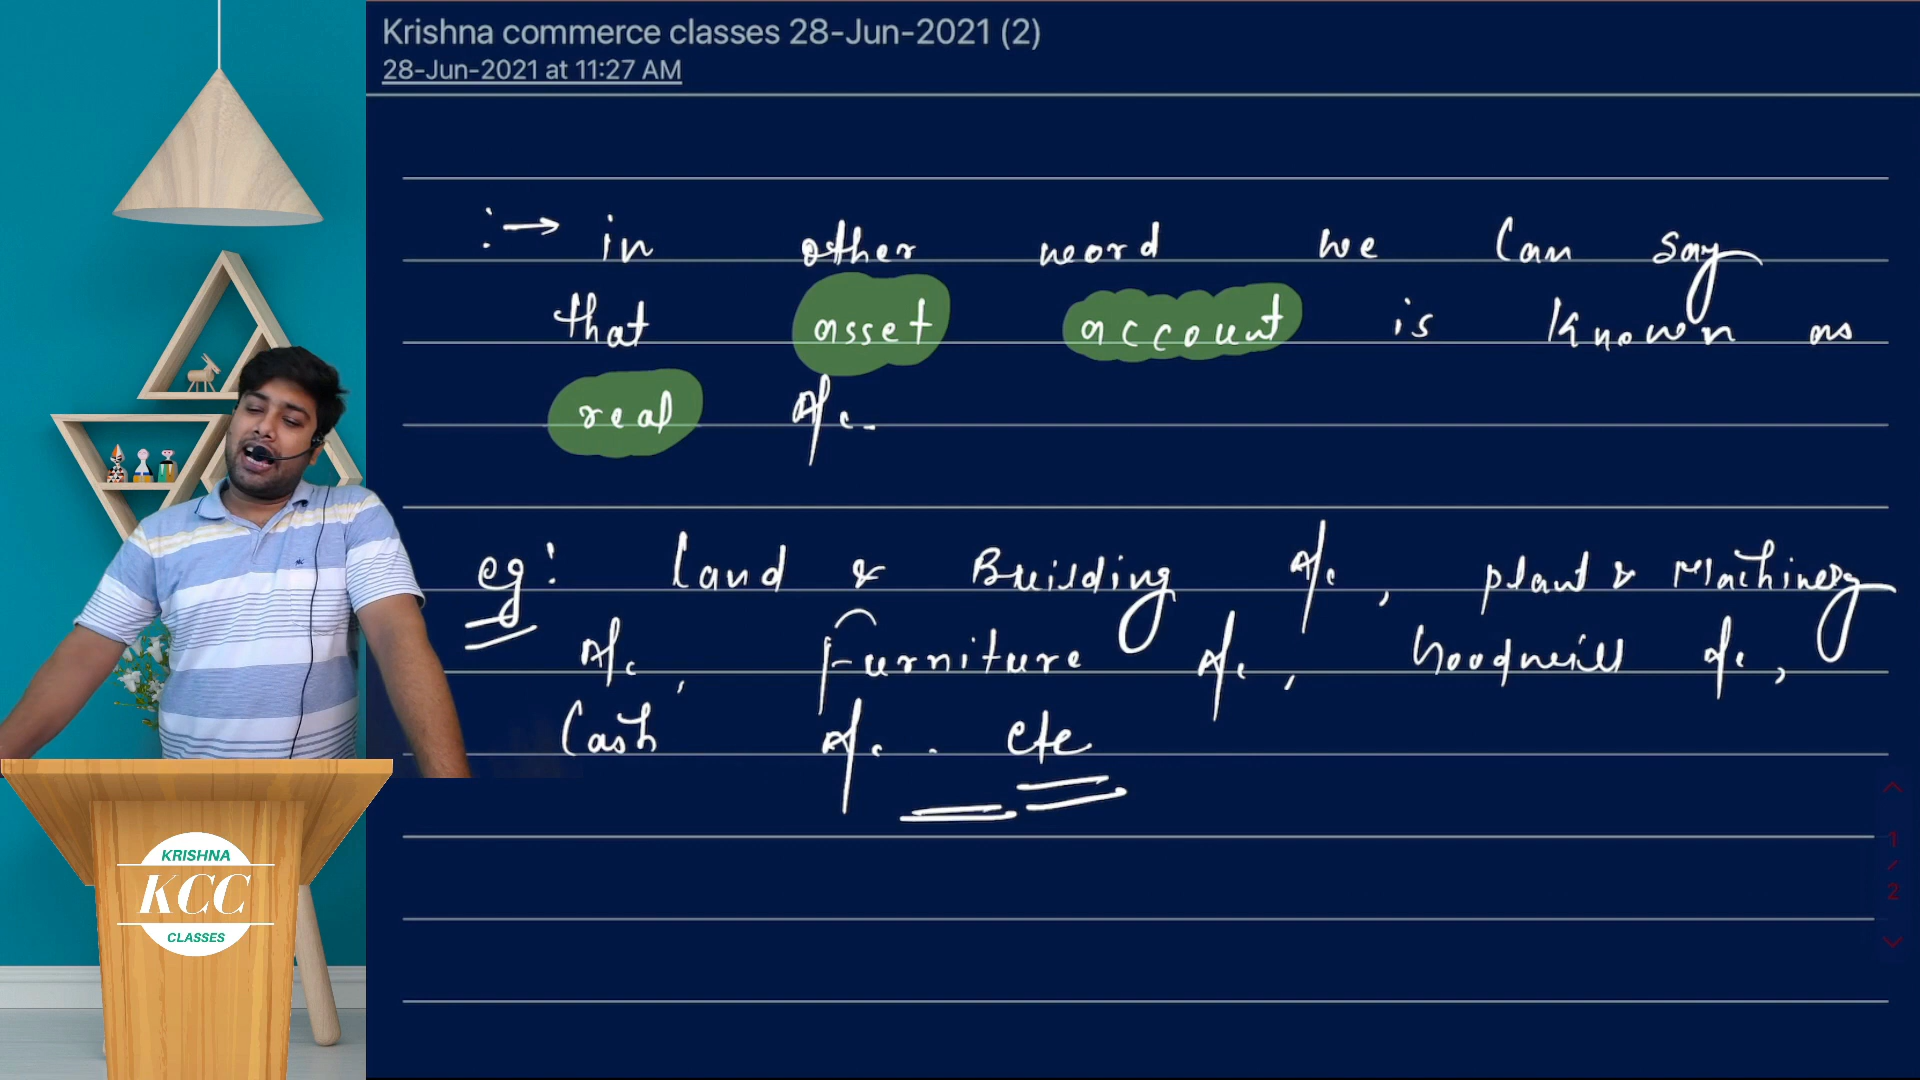 Krishna commerce classes 28-Jun-2021 (2)
28-Jun-2021 at 11:27 AM
:→ in other word we Can Say
that asset account is Known as
real A/c.
eg: Land & Building A/c, plant & Machinery
A/c, Furniture A/c, Goodwill A/c,
Cash A/c. etc
1
/
2
KRISHNA
KCC
CLASSES